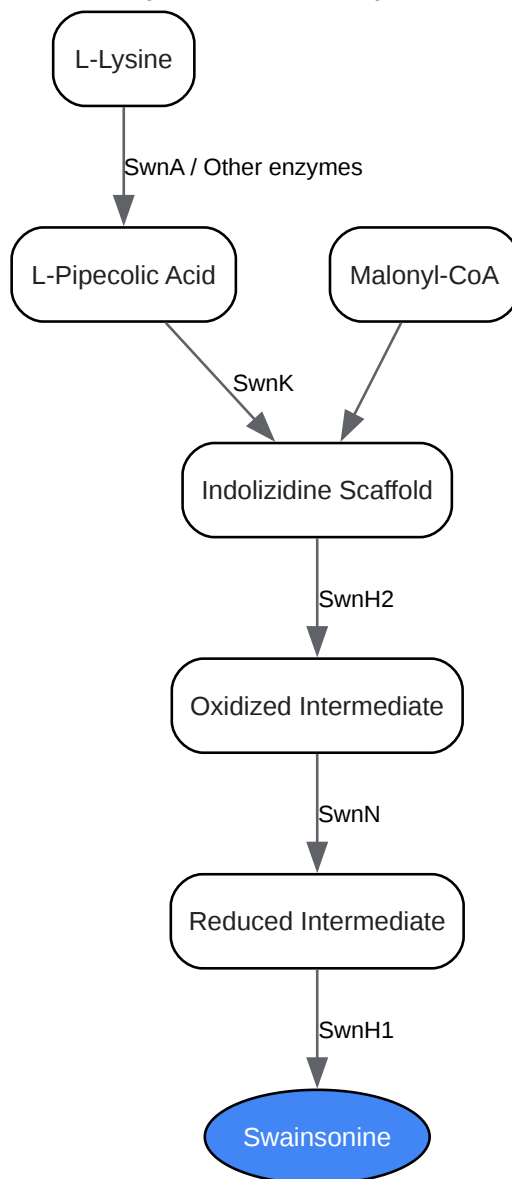 L-Lysine
SwnA / Other enzymes
L-Pipecolic Acid
Malonyl-CoA
SwnK
Indolizidine Scaffold
SwnH2
Oxidized Intermediate
SwnN
Reduced Intermediate
SwnH1
Swainsonine